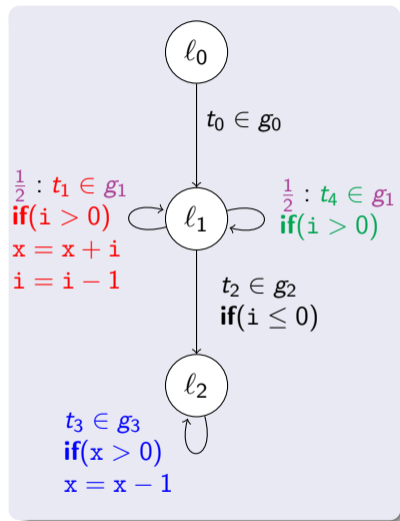 ℓ0
t0 ∈ g0
1/2 : t1 ∈ g1
if(i > 0)
x = x + i
i = i − 1
ℓ1
1/2 : t4 ∈ g1
if(i > 0)
t2 ∈ g2
if(i ≤ 0)
ℓ2
t3 ∈ g3
if(x > 0)
x = x − 1